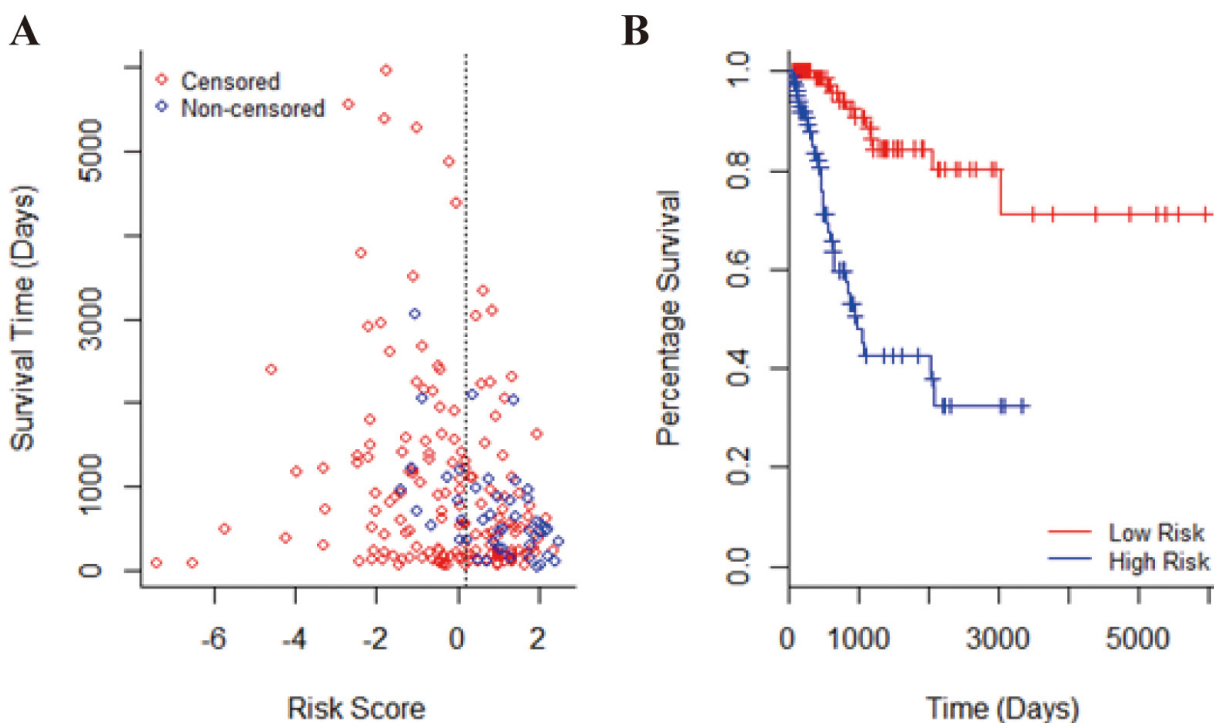 A
Censored
Non-censored
Survival Time (Days)
5000
3000
1000
0
-6
-4
-2
0
2
Risk Score
B
Percentage Survival
1.0
0.8
0.6
0.4
0.2
0.0
Low Risk
High Risk
0
1000
3000
5000
Time (Days)